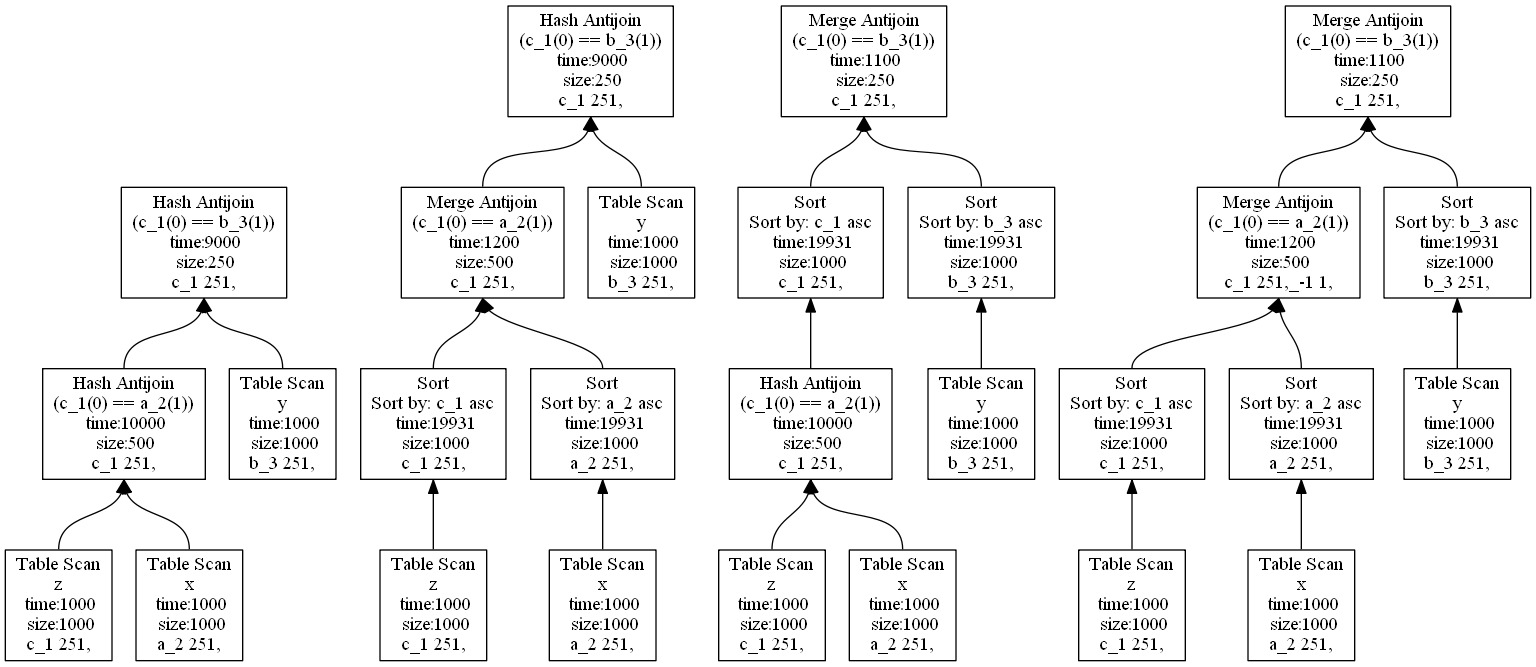 Hash Antijoin
(c_1(0) == b_3(1))
time:9000
size:250
c_1 251,
Merge Antijoin
(c_1(0) == b_3(1))
time:1100
size:250
c_1 251,
Merge Antijoin
(c_1(0) == b_3(1))
time:1100
size:250
c_1 251,
Hash Antijoin
(c_1(0) == b_3(1))
time:9000
size:250
c_1 251,
Merge Antijoin
(c_1(0) == a_2(1))
time:1200
size:500
c_1 251,
Table Scan
y
time:1000
size:1000
b_3 251,
Sort
Sort by: c_1 asc
time:19931
size:1000
c_1 251,
Sort
Sort by: b_3 asc
time:19931
size:1000
b_3 251,
Merge Antijoin
(c_1(0) == a_2(1))
time:1200
size:500
c_1 251,_-1 1,
Sort
Sort by: b_3 asc
time:19931
size:1000
b_3 251,
Hash Antijoin
(c_1(0) == a_2(1))
time:10000
size:500
c_1 251,
Table Scan
y
time:1000
size:1000
b_3 251,
Sort
Sort by: c_1 asc
time:19931
size:1000
c_1 251,
Sort
Sort by: a_2 asc
time:19931
size:1000
a_2 251,
Hash Antijoin
(c_1(0) == a_2(1))
time:10000
size:500
c_1 251,
Table Scan
y
time:1000
size:1000
b_3 251,
Sort
Sort by: c_1 asc
time:19931
size:1000
c_1 251,
Sort
Sort by: a_2 asc
time:19931
size:1000
a_2 251,
Table Scan
y
time:1000
size:1000
b_3 251,
Table Scan
z
time:1000
size:1000
c_1 251,
Table Scan
x
time:1000
size:1000
a_2 251,
Table Scan
z
time:1000
size:1000
c_1 251,
Table Scan
x
time:1000
size:1000
a_2 251,
Table Scan
z
time:1000
size:1000
c_1 251,
Table Scan
x
time:1000
size:1000
a_2 251,
Table Scan
z
time:1000
size:1000
c_1 251,
Table Scan
x
time:1000
size:1000
a_2 251,